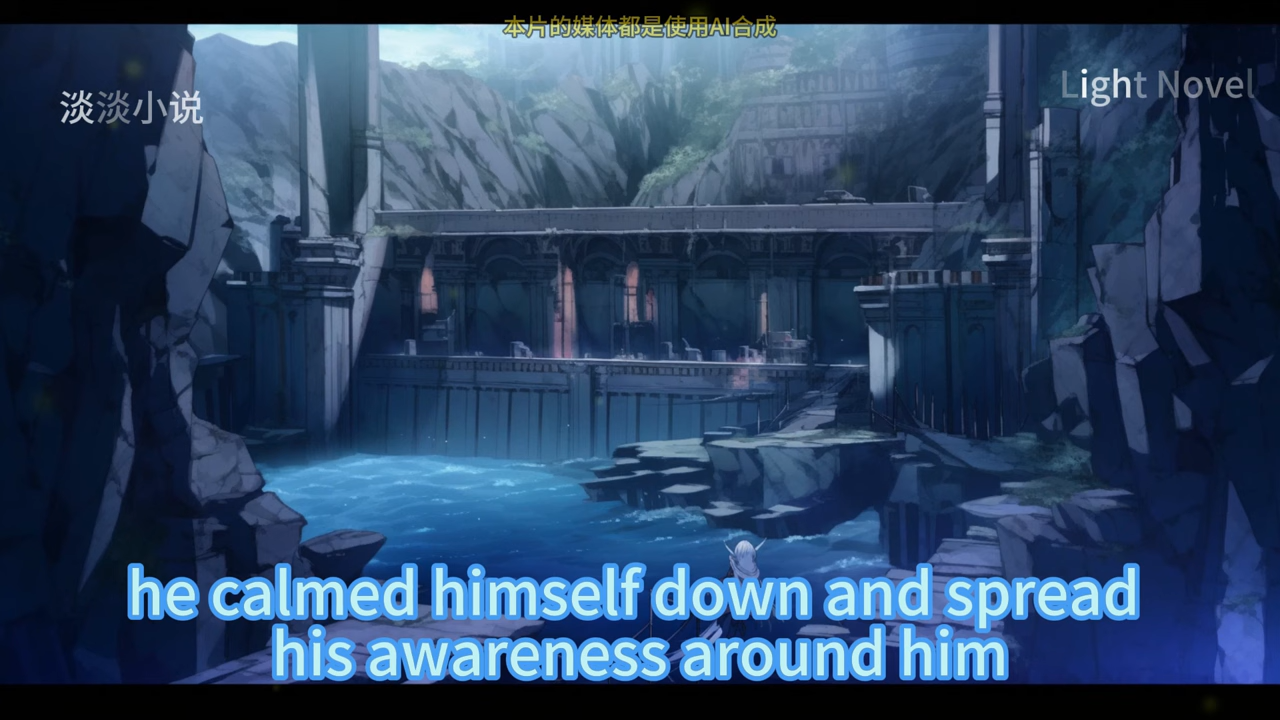 本片的媒体都是使用AI合成
淡淡小说
Light Novel
he calmed himself down and spread
his awareness around him